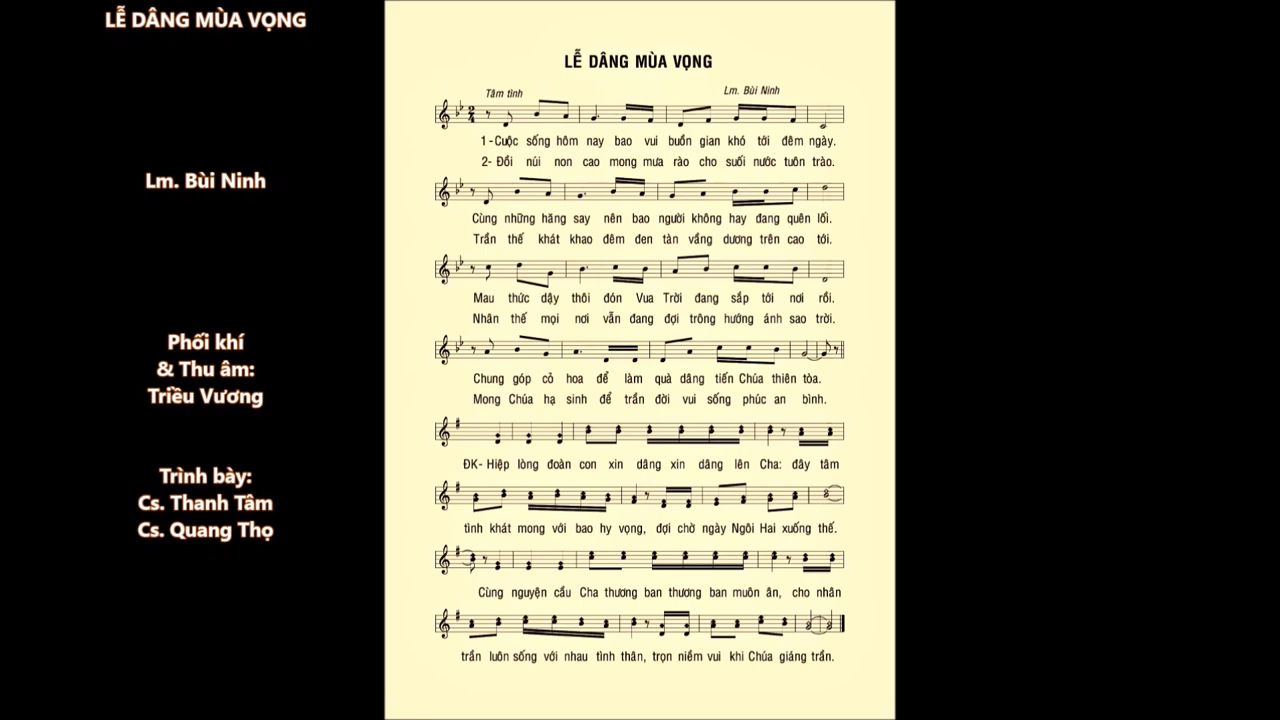 LỄ DÂNG MÙA VỌNG
Lm. Bùi Ninh
Phối khí
& Thu âm:
Triều Vương
Trình bày:
Cs. Thanh Tâm
Cs. Quang Thọ
LỄ DÂNG MÙA VỌNG
Tâm tình
Lm. Bùi Ninh
1 -Cuộc sống hôm nay bao vui buồn gian khó tới đêm ngày.
2- Đồi núi non cao mong mưa rào cho suối nước tuôn trào.
Cùng những hăng say nên bao người không hay đang quên lối.
Trần thế khát khao đêm đen tàn vầng dương trên cao tới.
Mau thức dậy thôi đón Vua Trời đang sắp tới nơi rồi.
Nhân thế mọi nơi vẫn đang đợi trông hướng ánh sao trời.
Chung góp cỏ hoa để làm quà dâng tiến Chúa thiên tòa.
Mong Chúa hạ sinh để trần đời vui sống phúc an bình.
ĐK- Hiệp lòng đoàn con xin dâng xin dâng lên Cha: đây tâm
tình khát mong với bao hy vọng, đợi chờ ngày Ngôi Hai xuống thế.
Cùng nguyện cầu Cha thương ban thương ban muôn ân, cho nhân
trần luôn sống với nhau tình thân, trọn niềm vui khi Chúa giáng trần.